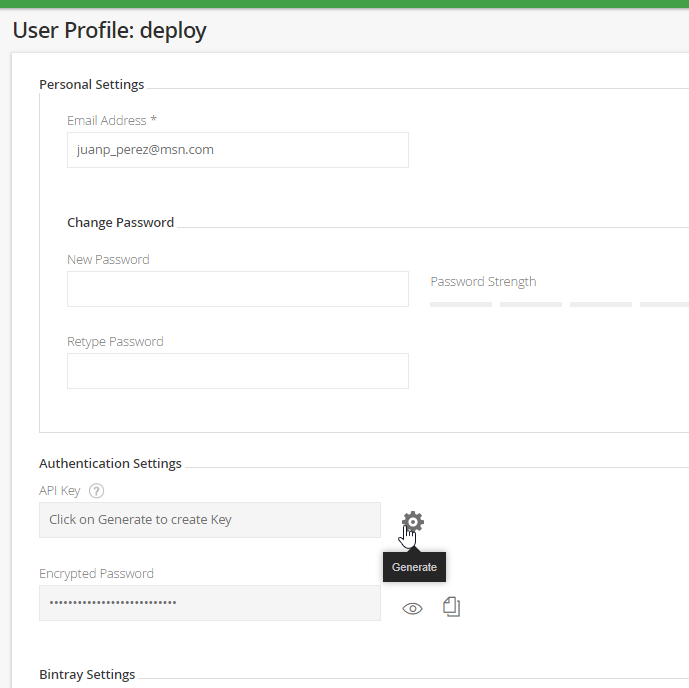 User Profile: deploy
Personal Settings
Email Address *
juanp_perez@msn.com
Change Password
New Password
Password Strength
Retype Password
Authentication Settings
API Key ?
Click on Generate to create Key
Generate
Encrypted Password
•••••••••••••••••••••••••••
Bintray Settings